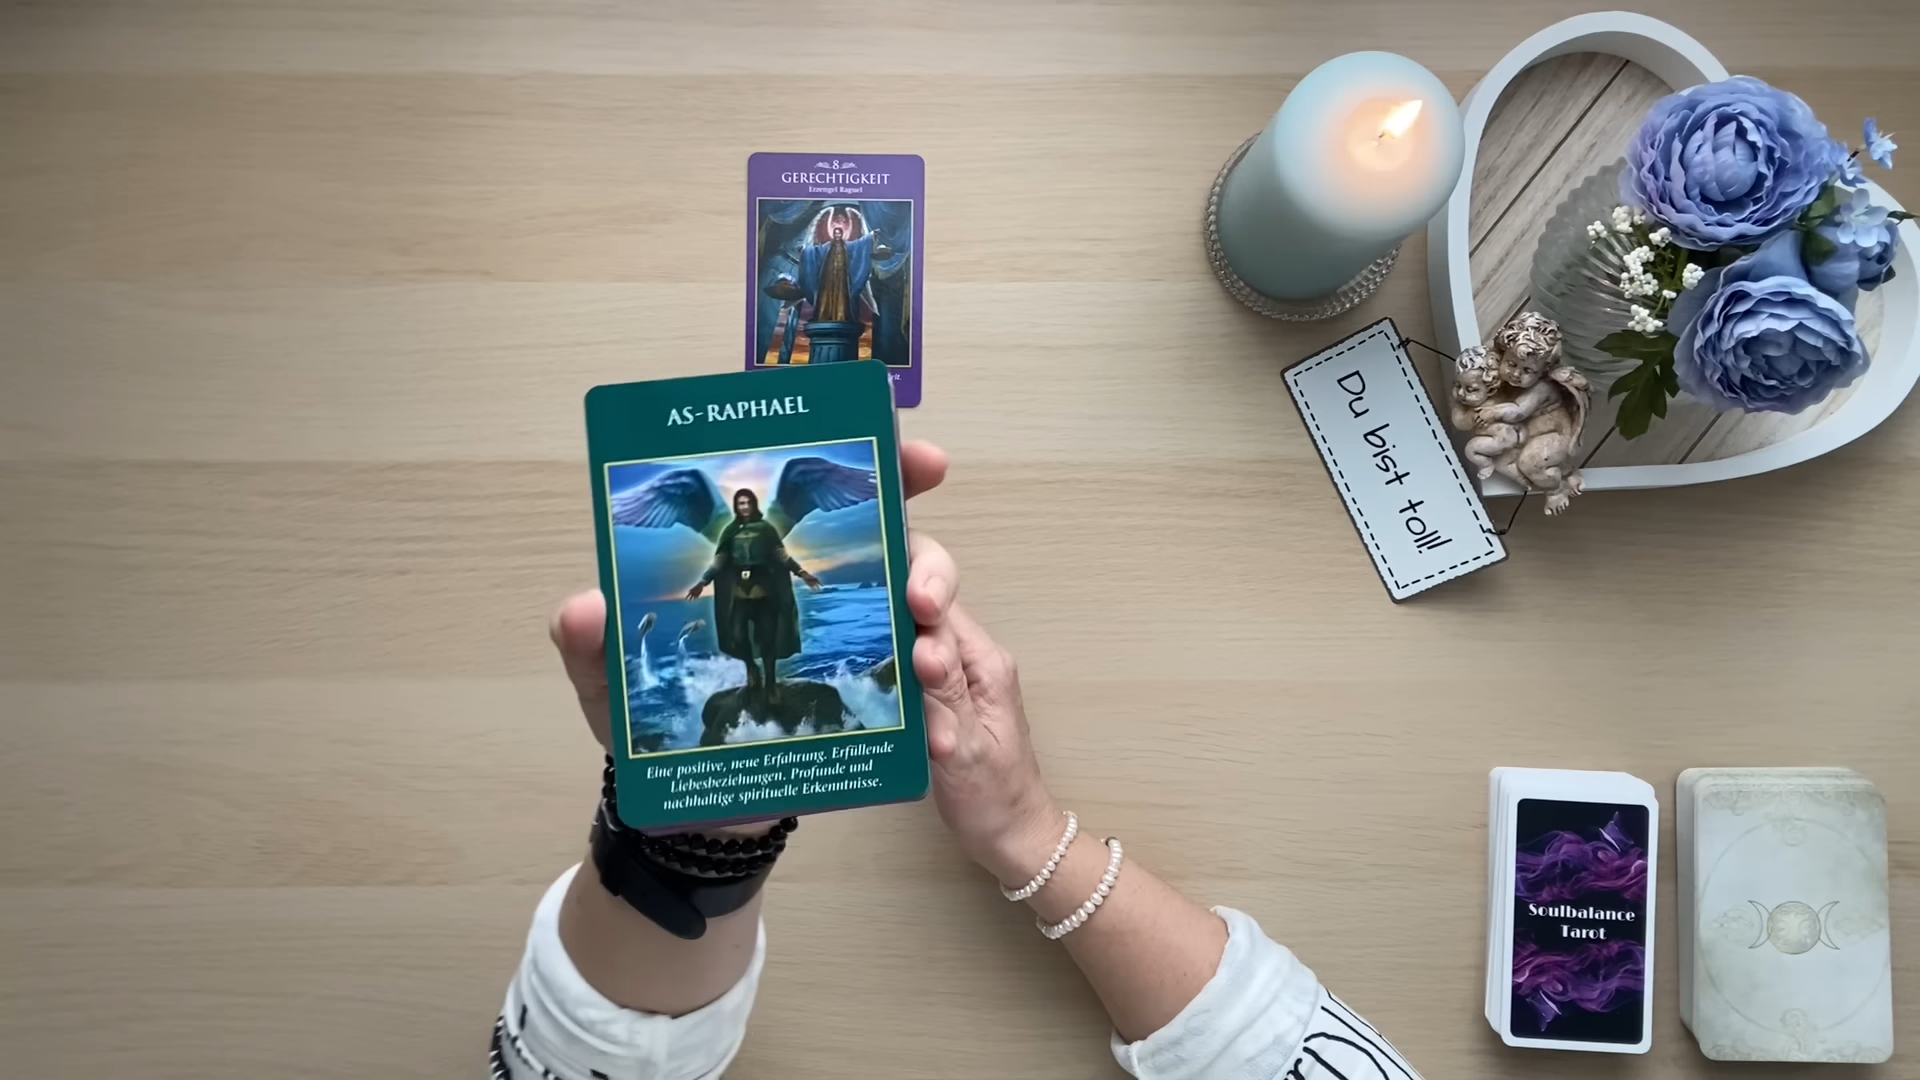 8
GERECHTIGKEIT
Erzengel Raguel
AS-RAPHAEL
Eine positive, neue Erfahrung. Erfüllende
Liebesbeziehungen. Profunde und
nachhaltige spirituelle Erkenntnisse.
Du bist toll!
Soulbalance
Tarot